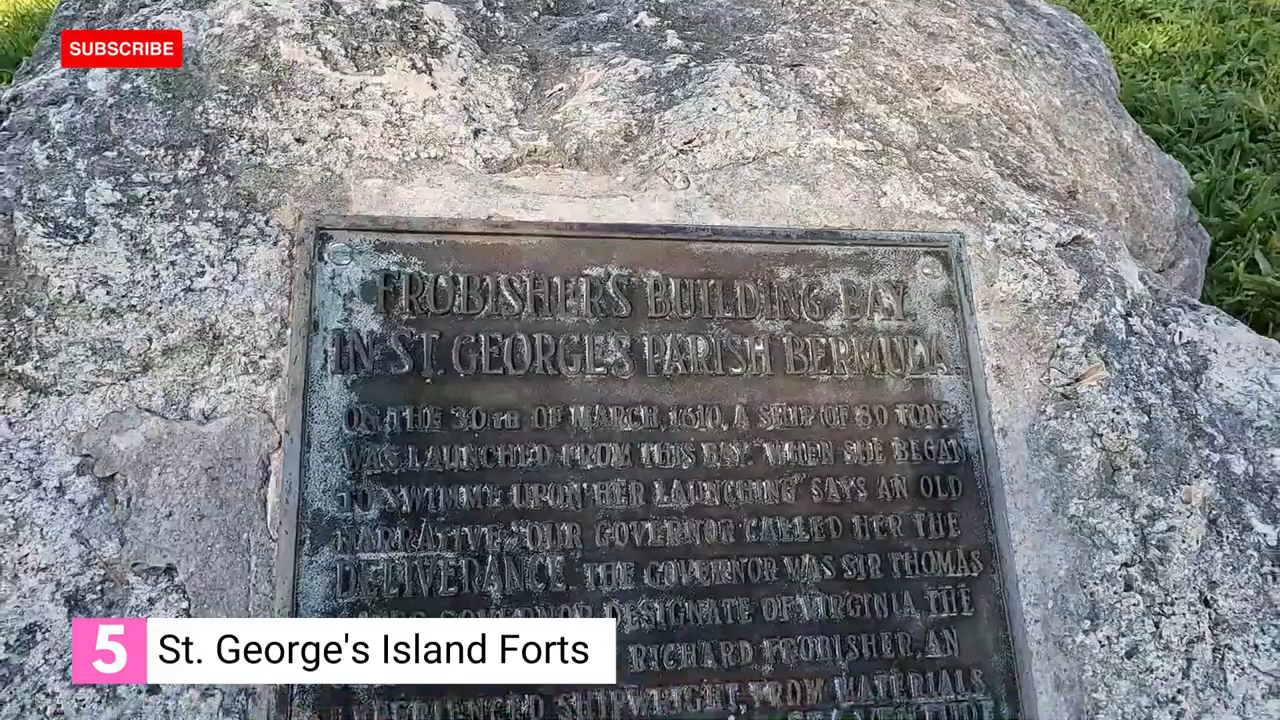 SUBSCRIBE
FROBISHER'S BUILDING BAY
IN ST. GEORGE'S PARISH BERMUDA.
ON THE 30TH OF MARCH, 1610, A SHIP OF 80 TONS
WAS LAUNCHED FROM THIS BAY. "WHEN SHE BEGAN
TO SWIMME UPON HER LAUNCHING" SAYS AN OLD
NARRATIVE, "OUR GOVERNOR CALLED HER THE
DELIVERANCE. THE GOVERNOR WAS SIR THOMAS
GOVERNOR DESIGNATE OF VIRGINIA. THE
RICHARD FROBISHER, AN
SHIPWRIGHT, FROM MATERIALS
5 St. George's Island Forts